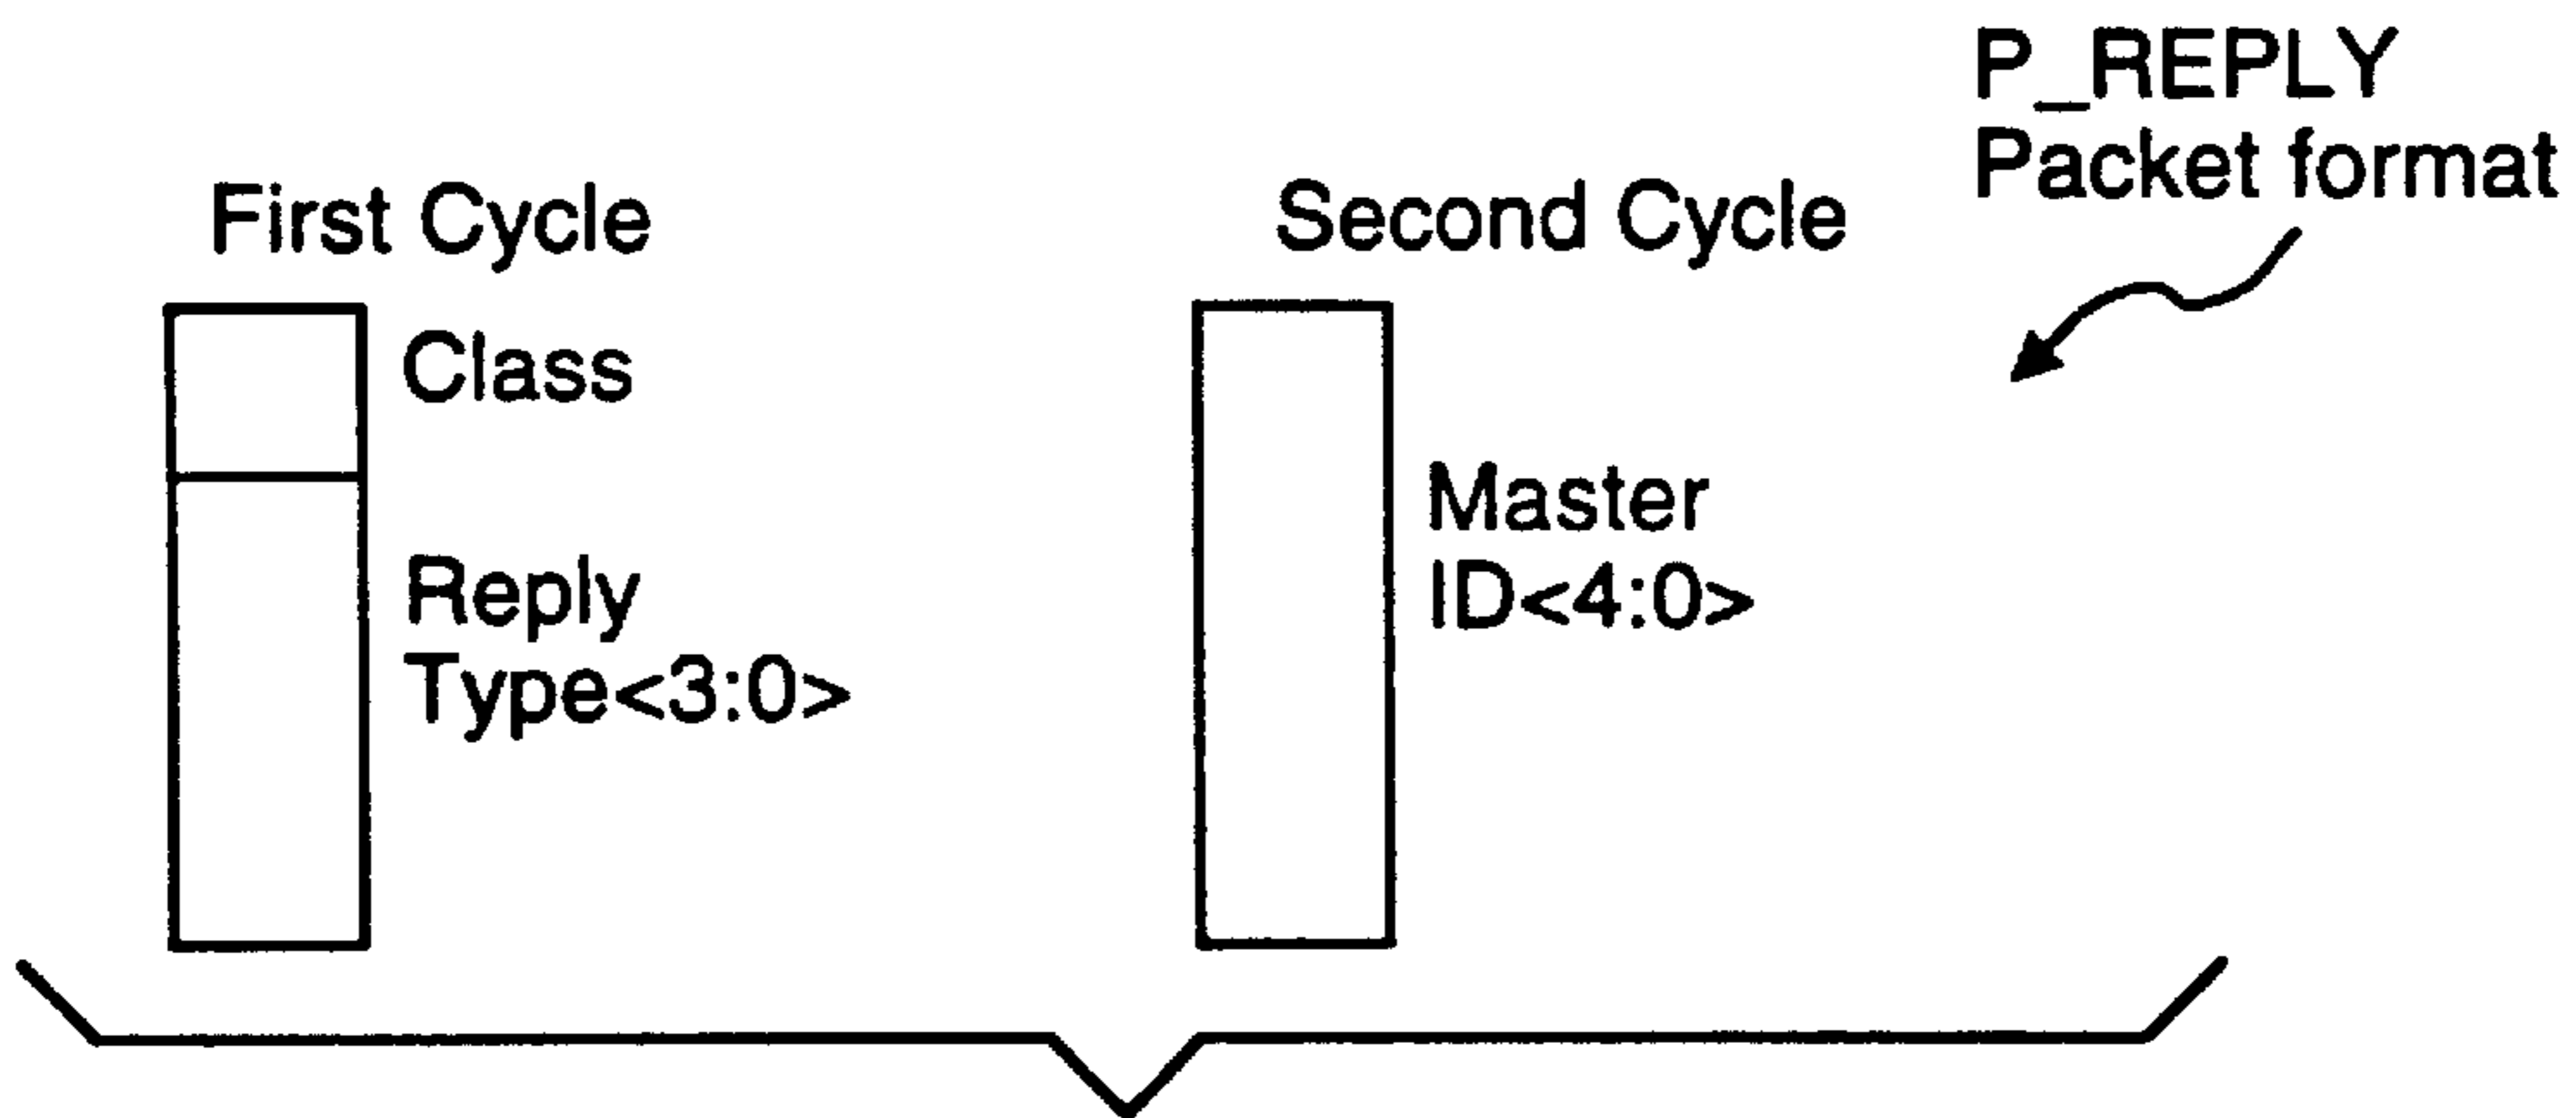 P_REPLY
Packet format
First Cycle
Second Cycle
Class
Reply
Type<3:0>
Master
ID<4:0>